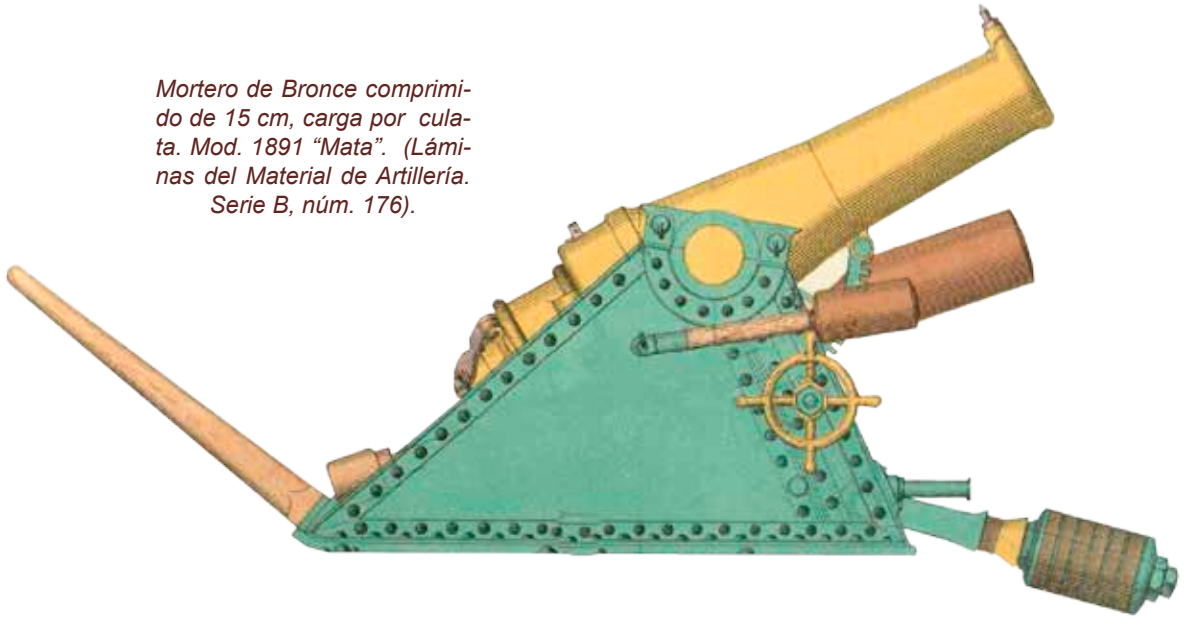 Mortero de Bronce comprimi-
do de 15 cm, carga por cula-
ta. Mod. 1891 “Mata”. (Lámi-
nas del Material de Artillería.
Serie B, núm. 176).